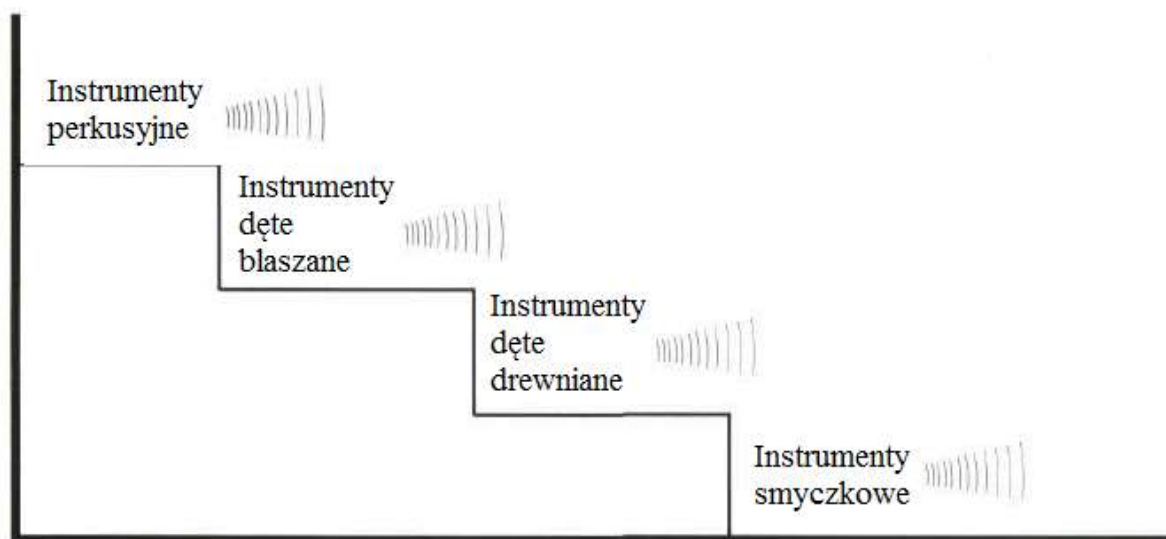 Instrumenty
perkusyjne
Instrumenty
dęte
blaszane
Instrumenty
dęte
drewniane
Instrumenty
smyczkowe